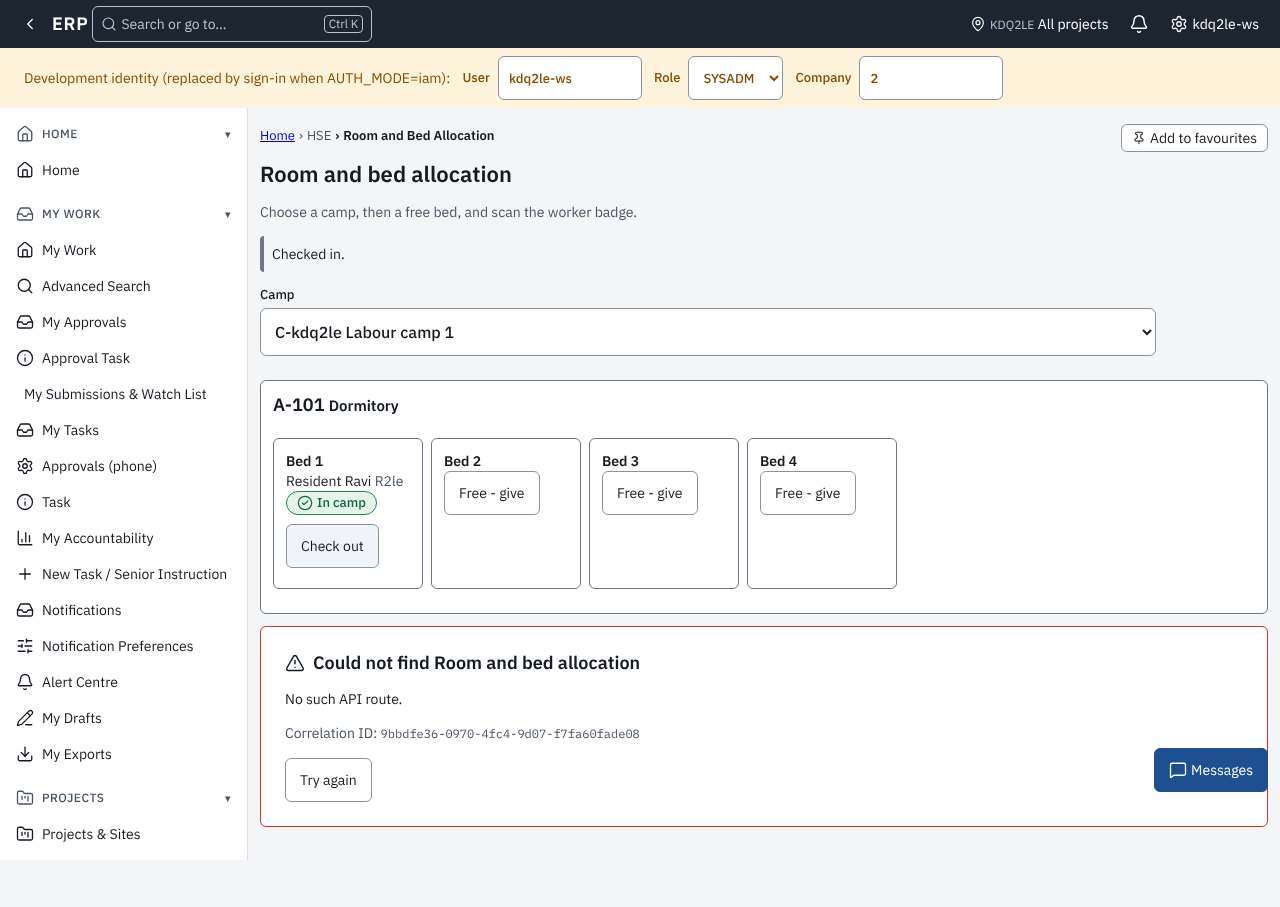 ERP
Search or go to...
Ctrl K
KDQ2LE All projects
kdq2le-ws
Development identity (replaced by sign-in when AUTH_MODE=iam):
User
kdq2le-ws
Role
SYSADM
Company
2
HOME
Home
MY WORK
My Work
Advanced Search
My Approvals
Approval Task
My Submissions & Watch List
My Tasks
Approvals (phone)
Task
My Accountability
New Task / Senior Instruction
Notifications
Notification Preferences
Alert Centre
My Drafts
My Exports
PROJECTS
Projects & Sites
Home › HSE › Room and Bed Allocation
Add to favourites
Room and bed allocation
Choose a camp, then a free bed, and scan the worker badge.
Checked in.
Camp
C-kdq2le Labour camp 1
A-101 Dormitory
Bed 1
Resident Ravi R2le
In camp
Check out
Bed 2
Free - give
Bed 3
Free - give
Bed 4
Free - give
Could not find Room and bed allocation
No such API route.
Correlation ID: 9bbdfe36-0970-4fc4-9d07-f7fa60fade08
Try again
Messages